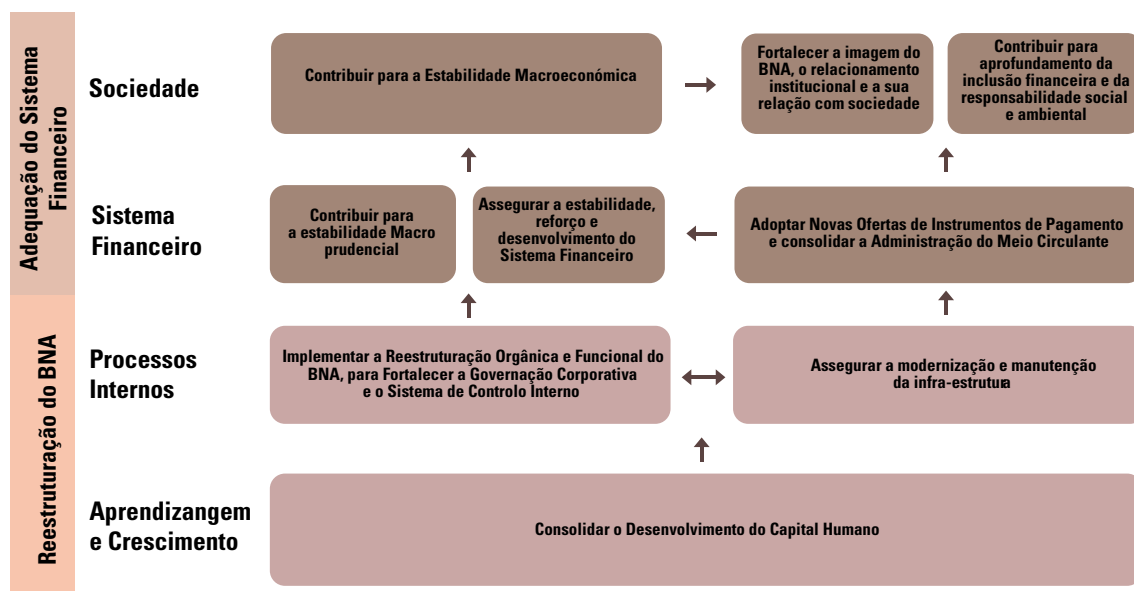 Adequação do Sistema
Financeiro
Sociedade
Contribuir para a Estabilidade Macroeconómica
Fortalecer a imagem do
BNA, o relacionamento
institucional e a sua
relação com sociedade
Contribuir para
aprofundamento da
inclusão financeira e da
responsabilidade social
e ambiental
Sistema
Financeiro
Contribuir para
a estabilidade Macro
prudencial
Assegurar a estabilidade,
reforço e
desenvolvimento do
Sistema Financeiro
Adoptar Novas Ofertas de Instrumentos de Pagamento
e consolidar a Administração do Meio Circulante
Reestruturação do BNA
Processos
Internos
Implementar a Reestruturação Orgânica e Funcional do
BNA, para Fortalecer a Governação Corporativa
e o Sistema de Controlo Interno
Assegurar a modernização e manutenção
da infra-estrutura
Aprendizangem
e Crescimento
Consolidar o Desenvolvimento do Capital Humano